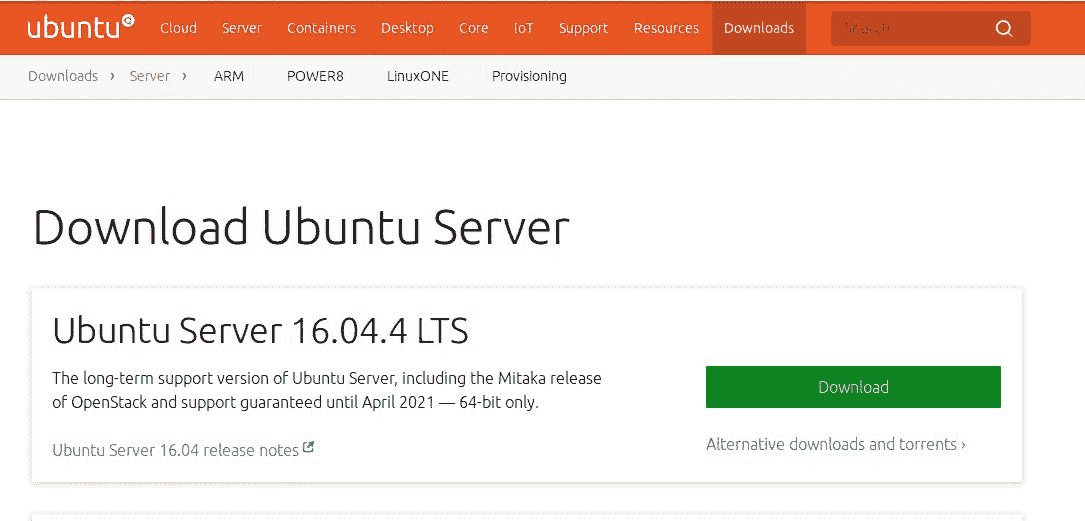 ubuntu Cloud Server Containers Desktop Core IoT Support Resources Downloads
Downloads › Server › ARM POWER8 LinuxONE Provisioning
Download Ubuntu Server
Ubuntu Server 16.04.4 LTS
The long-term support version of Ubuntu Server, including the Mitaka release
of OpenStack and support guaranteed until April 2021 — 64-bit only.
Download
Ubuntu Server 16.04 release notes
Alternative downloads and torrents ›